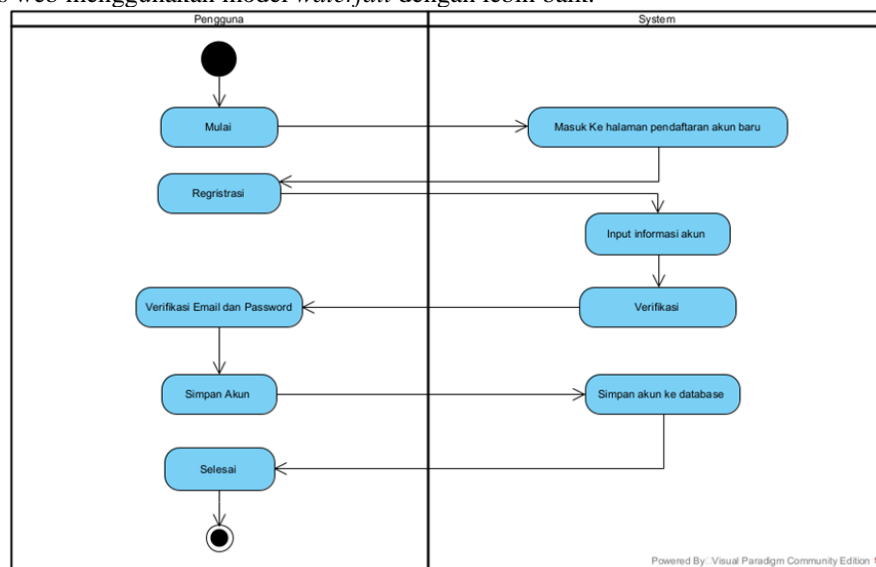 s web menggunakan model waterfall dengan lebih baik.
Pengguna
System
Mulai
Masuk Ke halaman pendaftaran akun baru
Regristrasi
Input informasi akun
Verifikasi Email dan Password
Verifikasi
Simpan Akun
Simpan akun ke database
Selesai
Powered By Visual Paradigm Community Edition